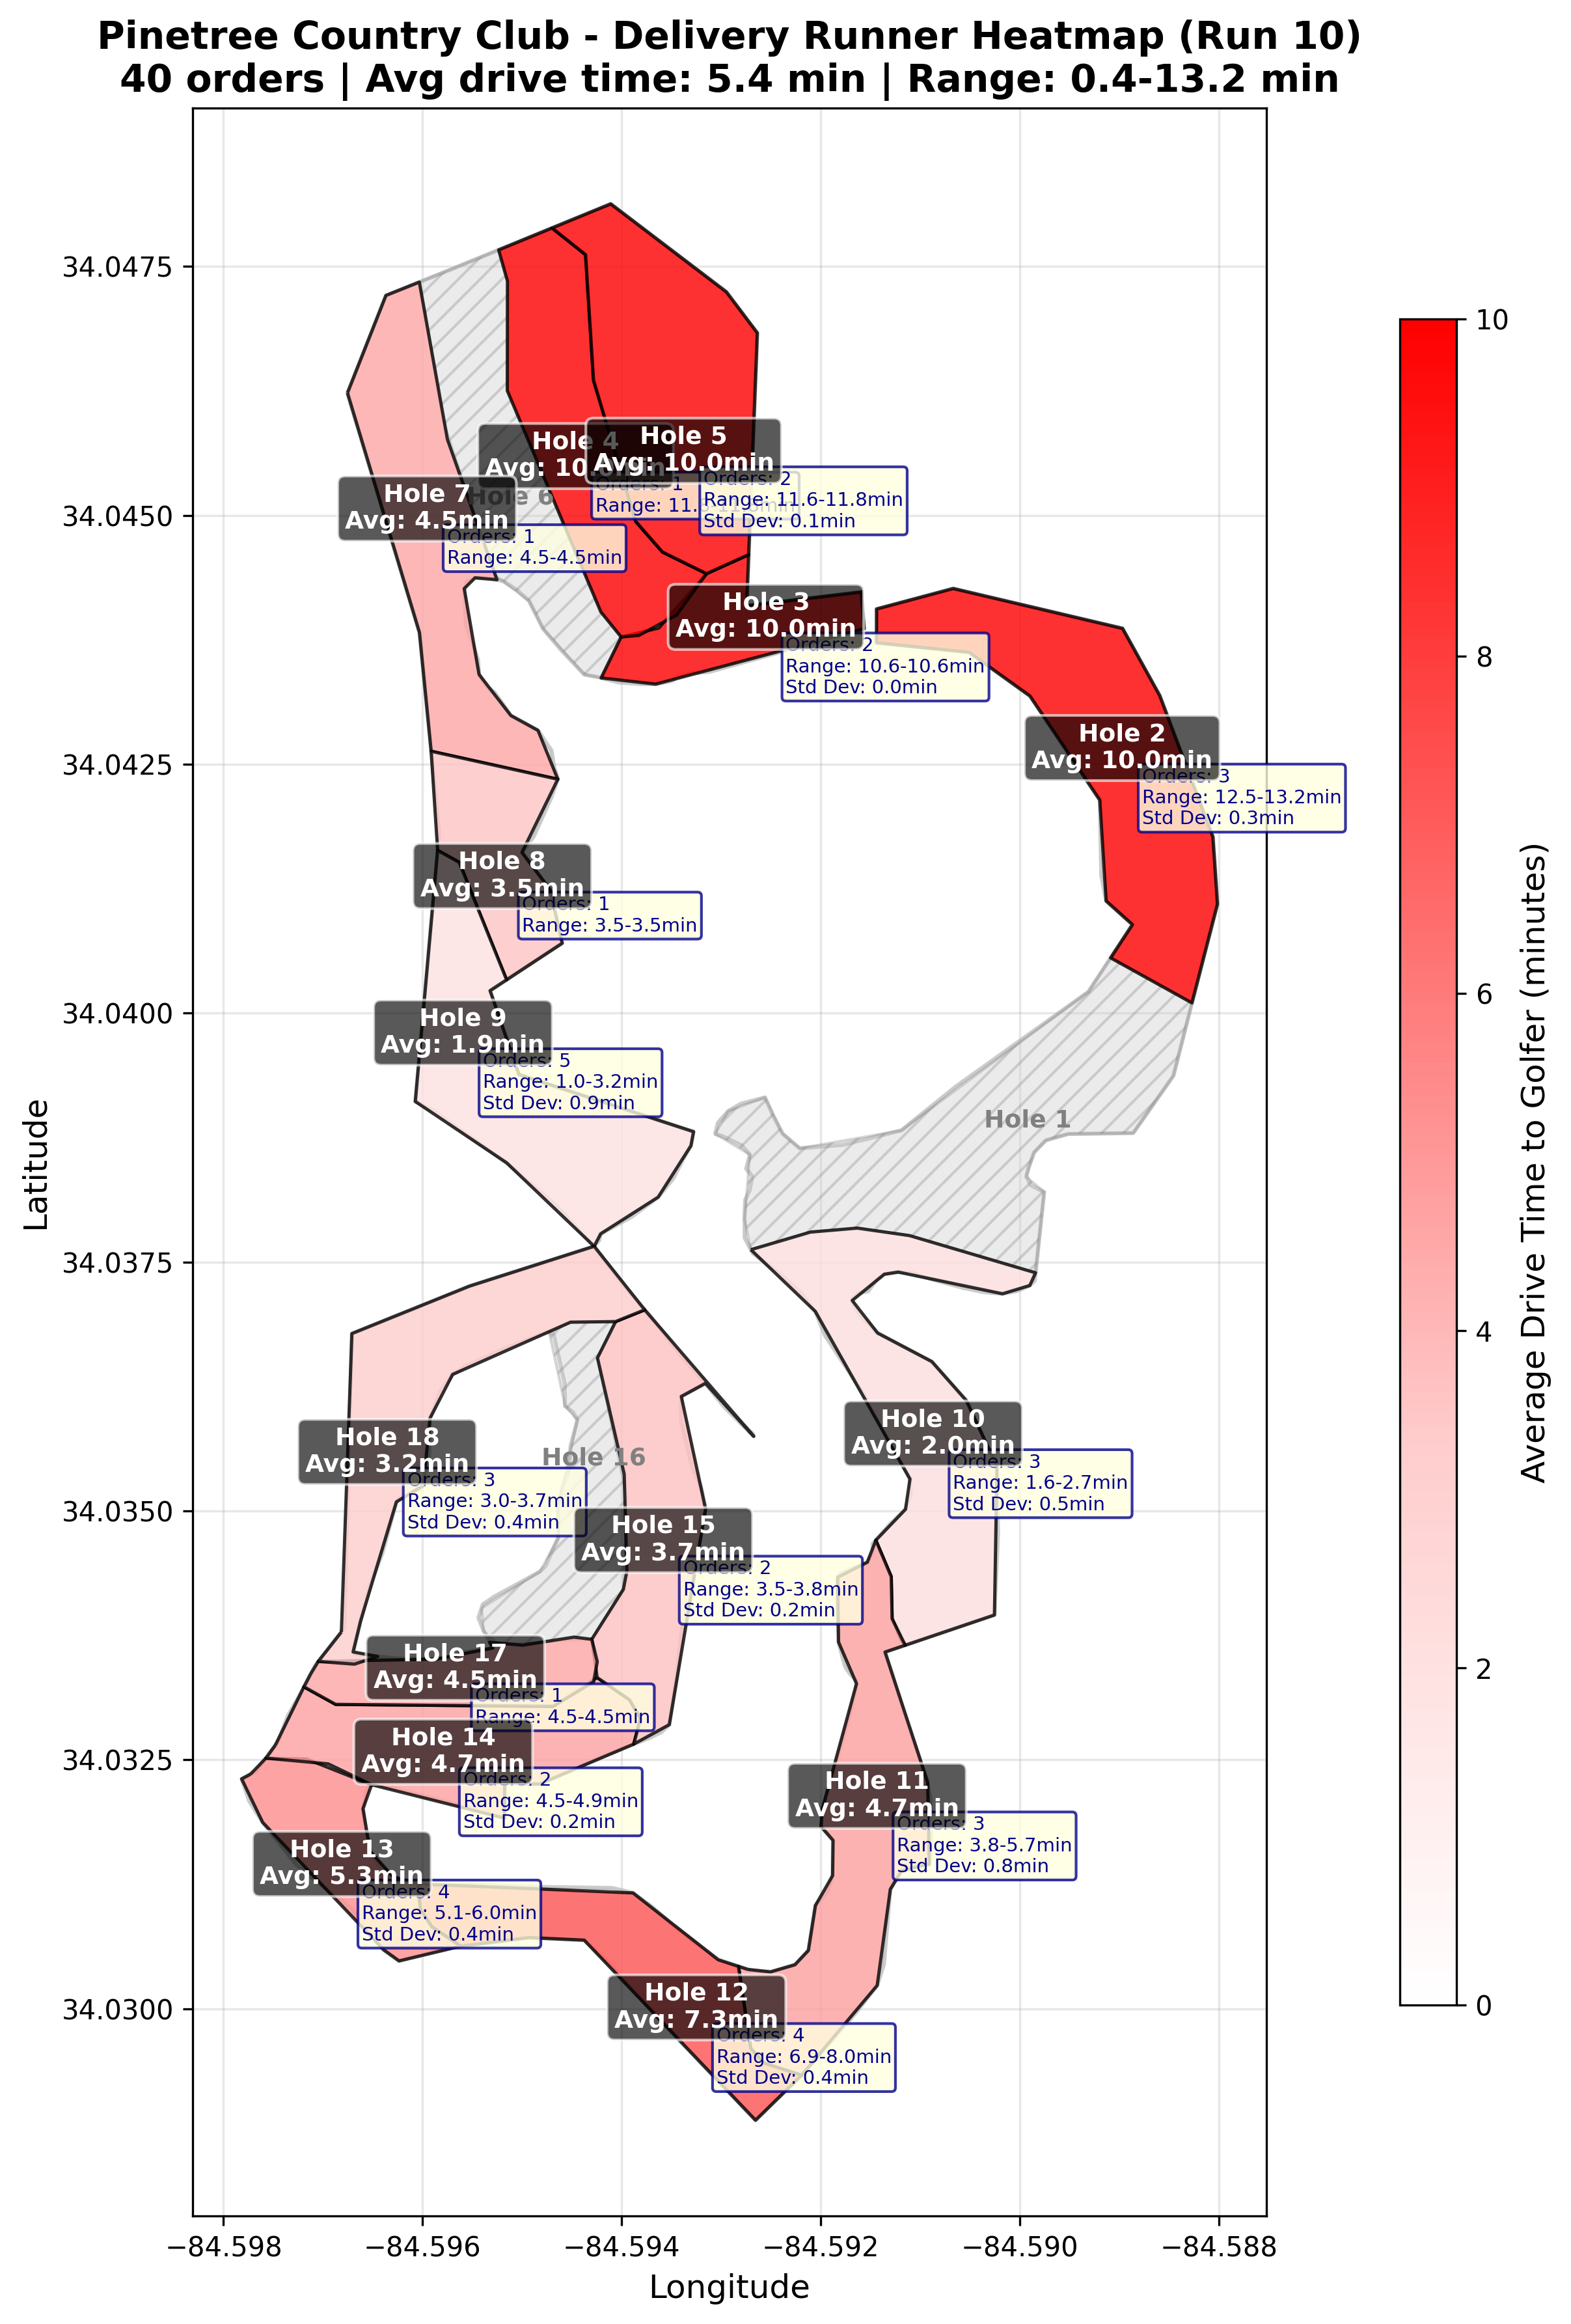 Pinetree Country Club - Delivery Runner Heatmap (Run 10)
40 orders | Avg drive time: 5.4 min | Range: 0.4-13.2 min
34.0475
34.0450
34.0425
34.0400
34.0375
34.0350
34.0325
34.0300
Latitude
−84.598
−84.596
−84.594
−84.592
−84.590
−84.588
Longitude
Hole 4
Avg: 10.
Orders: 1
Range: 11.
Hole 5
Avg: 10.0min
Orders: 2
Range: 11.6-11.8min
Std Dev: 0.1min
Hole 6
Hole 7
Avg: 4.5min
Orders: 1
Range: 4.5-4.5min
Hole 3
Avg: 10.0min
Orders: 2
Range: 10.6-10.6min
Std Dev: 0.0min
Hole 2
Avg: 10.0min
Orders: 3
Range: 12.5-13.2min
Std Dev: 0.3min
Hole 8
Avg: 3.5min
Orders: 1
Range: 3.5-3.5min
Hole 9
Avg: 1.9min
Orders: 5
Range: 1.0-3.2min
Std Dev: 0.9min
Hole 1
Hole 10
Avg: 2.0min
Orders: 3
Range: 1.6-2.7min
Std Dev: 0.5min
Hole 18
Avg: 3.2min
Orders: 3
Range: 3.0-3.7min
Std Dev: 0.4min
Hole 16
Hole 15
Avg: 3.7min
Orders: 2
Range: 3.5-3.8min
Std Dev: 0.2min
Hole 17
Avg: 4.5min
Orders: 1
Range: 4.5-4.5min
Hole 14
Avg: 4.7min
Orders: 2
Range: 4.5-4.9min
Std Dev: 0.2min
Hole 11
Avg: 4.7min
Orders: 3
Range: 3.8-5.7min
Std Dev: 0.8min
Hole 13
Avg: 5.3min
Orders: 4
Range: 5.1-6.0min
Std Dev: 0.4min
Hole 12
Avg: 7.3min
Orders: 4
Range: 6.9-8.0min
Std Dev: 0.4min
10
8
6
4
2
0
Average Drive Time to Golfer (minutes)